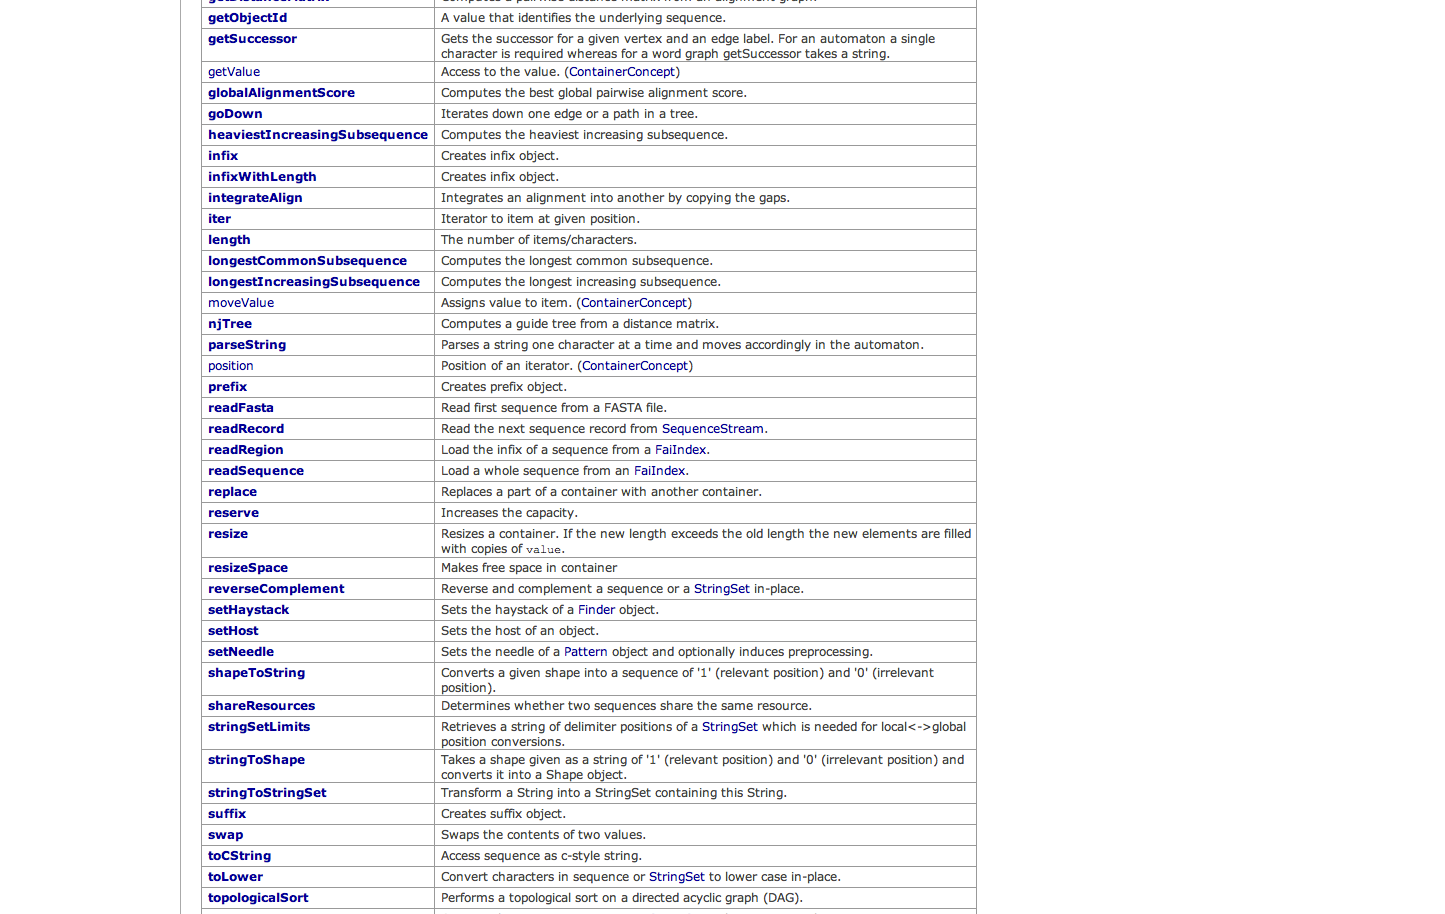 getObjectId A value that identifies the underlying sequence.
getSuccessor Gets the successor for a given vertex and an edge label. For an automaton a single
character is required whereas for a word graph getSuccessor takes a string.
getValue Access to the value. (ContainerConcept)
globalAlignmentScore Computes the best global pairwise alignment score.
goDown Iterates down one edge or a path in a tree.
heaviestIncreasingSubsequence Computes the heaviest increasing subsequence.
infix Creates infix object.
infixWithLength Creates infix object.
integrateAlign Integrates an alignment into another by copying the gaps.
iter Iterator to item at given position.
length The number of items/characters.
longestCommonSubsequence Computes the longest common subsequence.
longestIncreasingSubsequence Computes the longest increasing subsequence.
moveValue Assigns value to item. (ContainerConcept)
njTree Computes a guide tree from a distance matrix.
parseString Parses a string one character at a time and moves accordingly in the automaton.
position Position of an iterator. (ContainerConcept)
prefix Creates prefix object.
readFasta Read first sequence from a FASTA file.
readRecord Read the next sequence record from SequenceStream.
readRegion Load the infix of a sequence from a FaiIndex.
readSequence Load a whole sequence from an FaiIndex.
replace Replaces a part of a container with another container.
reserve Increases the capacity.
resize Resizes a container. If the new length exceeds the old length the new elements are filled
with copies of value.
resizeSpace Makes free space in container
reverseComplement Reverse and complement a sequence or a StringSet in-place.
setHaystack Sets the haystack of a Finder object.
setHost Sets the host of an object.
setNeedle Sets the needle of a Pattern object and optionally induces preprocessing.
shapeToString Converts a given shape into a sequence of '1' (relevant position) and '0' (irrelevant
position).
shareResources Determines whether two sequences share the same resource.
stringSetLimits Retrieves a string of delimiter positions of a StringSet which is needed for local<->global
position conversions.
stringToShape Takes a shape given as a string of '1' (relevant position) and '0' (irrelevant position) and
converts it into a Shape object.
stringToStringSet Transform a String into a StringSet containing this String.
suffix Creates suffix object.
swap Swaps the contents of two values.
toCString Access sequence as c-style string.
toLower Convert characters in sequence or StringSet to lower case in-place.
topologicalSort Performs a topological sort on a directed acyclic graph (DAG).